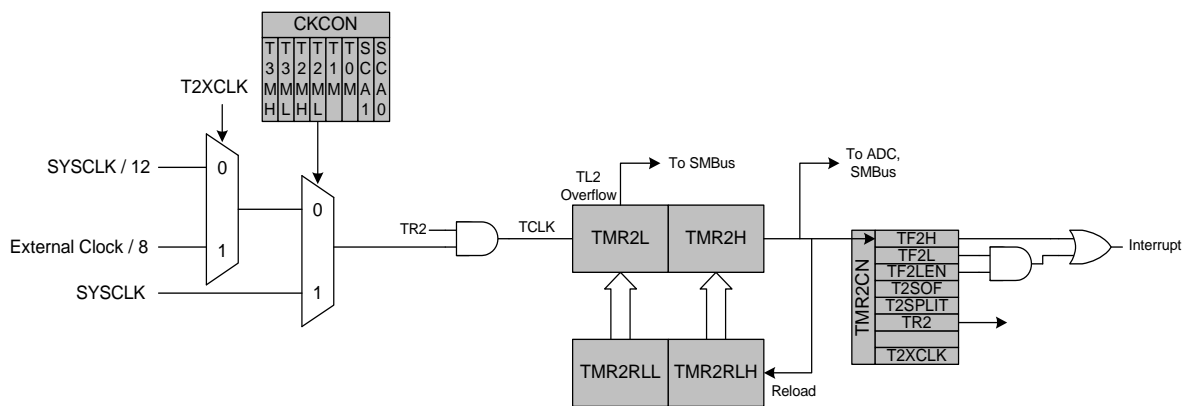 CKCON
T3MH
T3ML
T2MH
T2ML
T1M
T0M
SCA1
SCA0
T2XCLK
SYSCLK / 12
0
External Clock / 8
1
SYSCLK
0
1
TR2
TCLK
TL2
Overflow
To SMBus
TMR2L
TMR2H
To ADC,
SMBus
TMR2RLL
TMR2RLH
Reload
TMR2CN
TF2H
TF2L
TF2LEN
T2SOF
T2SPLIT
TR2
T2XCLK
Interrupt